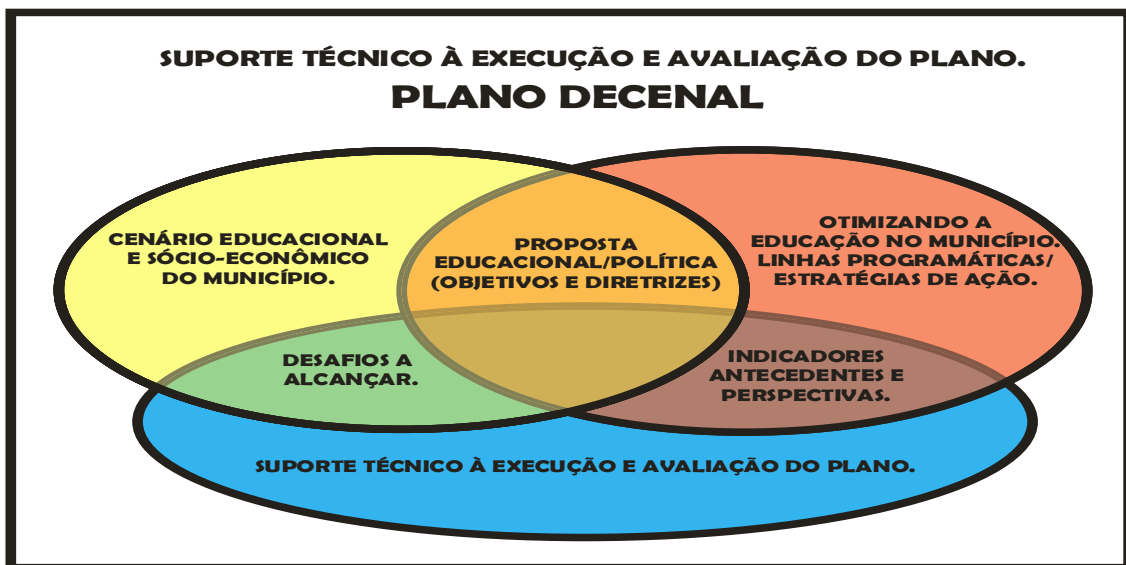 SUPORTE TÉCNICO À EXECUÇÃO E AVALIAÇÃO DO PLANO.
PLANO DECENAL
CENÁRIO EDUCACIONAL
E SÓCIO-ECONÔMICO
DO MUNICÍPIO.
PROPOSTA
EDUCACIONAL/POLÍTICA
(OBJETIVOS E DIRETRIZES)
OTIMIZANDO A
EDUCAÇÃO NO MUNICÍPIO.
LINHAS PROGRAMÁTICAS/
ESTRATÉGIAS DE AÇÃO.
DESAFIOS A
ALCANÇAR.
INDICADORES
ANTECEDENTES E
PERSPECTIVAS.
SUPORTE TÉCNICO À EXECUÇÃO E AVALIAÇÃO DO PLANO.